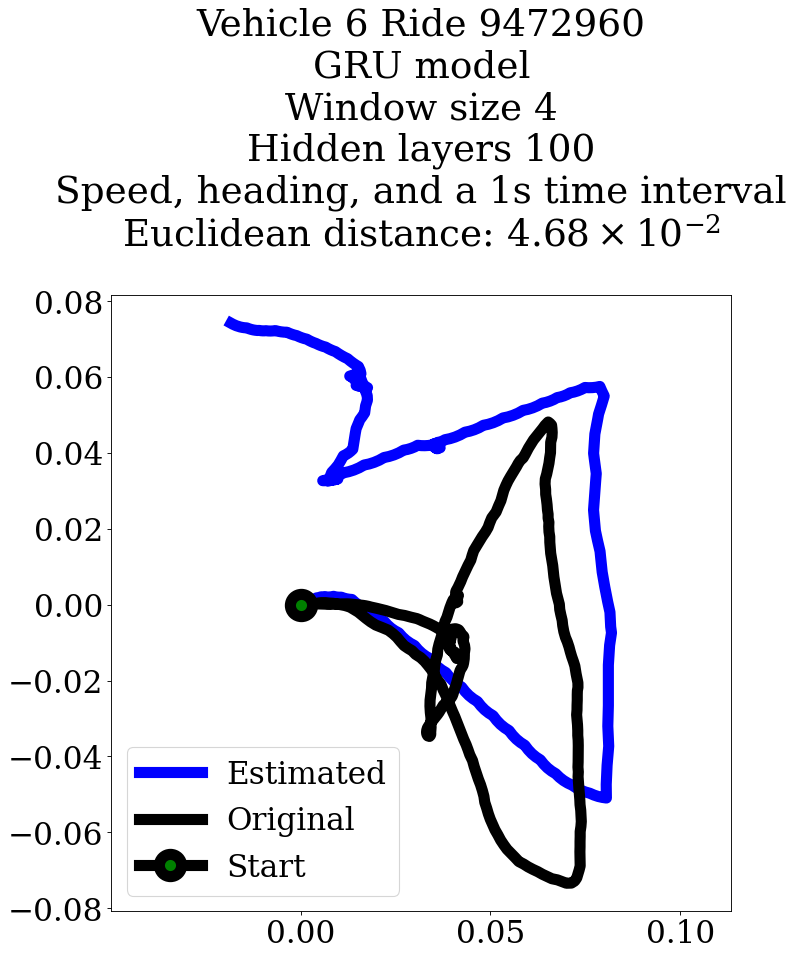 Vehicle 6 Ride 9472960
GRU model
Window size 4
Hidden layers 100
Speed, heading, and a 1s time interval
Euclidean distance: 4.68 × 10⁻²
0.08
0.06
0.04
0.02
0.00
−0.02
−0.04
−0.06
−0.08
Estimated
Original
Start
0.00 0.05 0.10